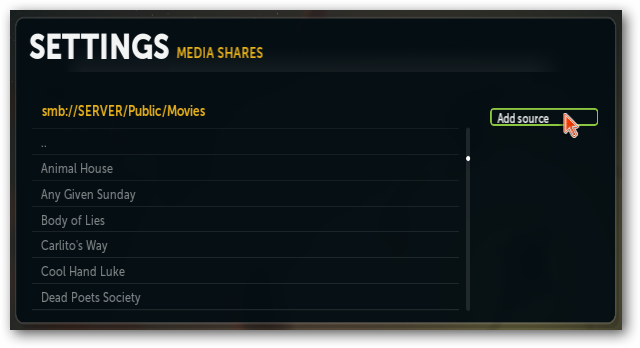 SETTINGS MEDIA SHARES
smb://SERVER/Public/Movies
Add source
..
Animal House
Any Given Sunday
Body of Lies
Carlito's Way
Cool Hand Luke
Dead Poets Society